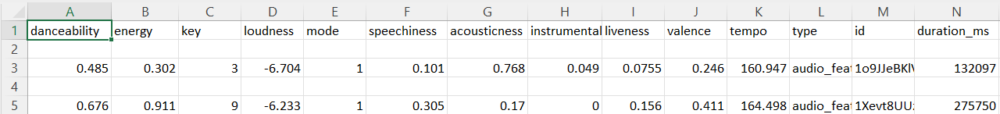 A B C D E F G H I J K L M N
1 danceability energy key loudness mode speechiness acousticness instrumental liveness valence tempo type id duration_ms
2
3 0.485 0.302 3 -6.704 1 0.101 0.768 0.049 0.0755 0.246 160.947 audio_feat 1o9JJeBKl 132097
4
5 0.676 0.911 9 -6.233 1 0.305 0.17 0 0.156 0.411 164.498 audio_feat 1Xevt8UU 275750